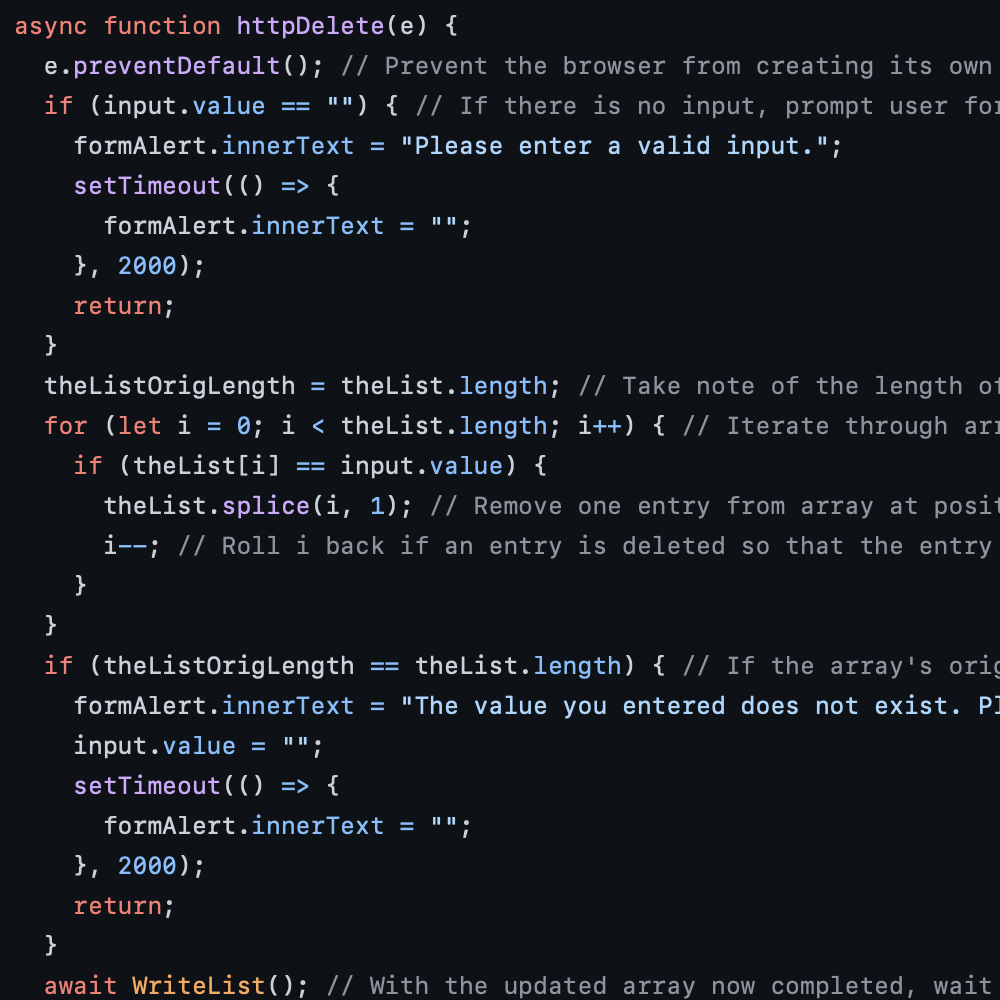 async function httpDelete(e) {
  e.preventDefault(); // Prevent the browser from creating its own
  if (input.value == "") { // If there is no input, prompt user for
    formAlert.innerText = "Please enter a valid input.";
    setTimeout(() => {
      formAlert.innerText = "";
    }, 2000);
    return;
  }
  theListOrigLength = theList.length; // Take note of the length of
  for (let i = 0; i < theList.length; i++) { // Iterate through arr
    if (theList[i] == input.value) {
      theList.splice(i, 1); // Remove one entry from array at posit
      i--; // Roll i back if an entry is deleted so that the entry
    }
  }
  if (theListOrigLength == theList.length) { // If the array's orig
    formAlert.innerText = "The value you entered does not exist. Pl
    input.value = "";
    setTimeout(() => {
      formAlert.innerText = "";
    }, 2000);
    return;
  }
  await WriteList(); // With the updated array now completed, wait